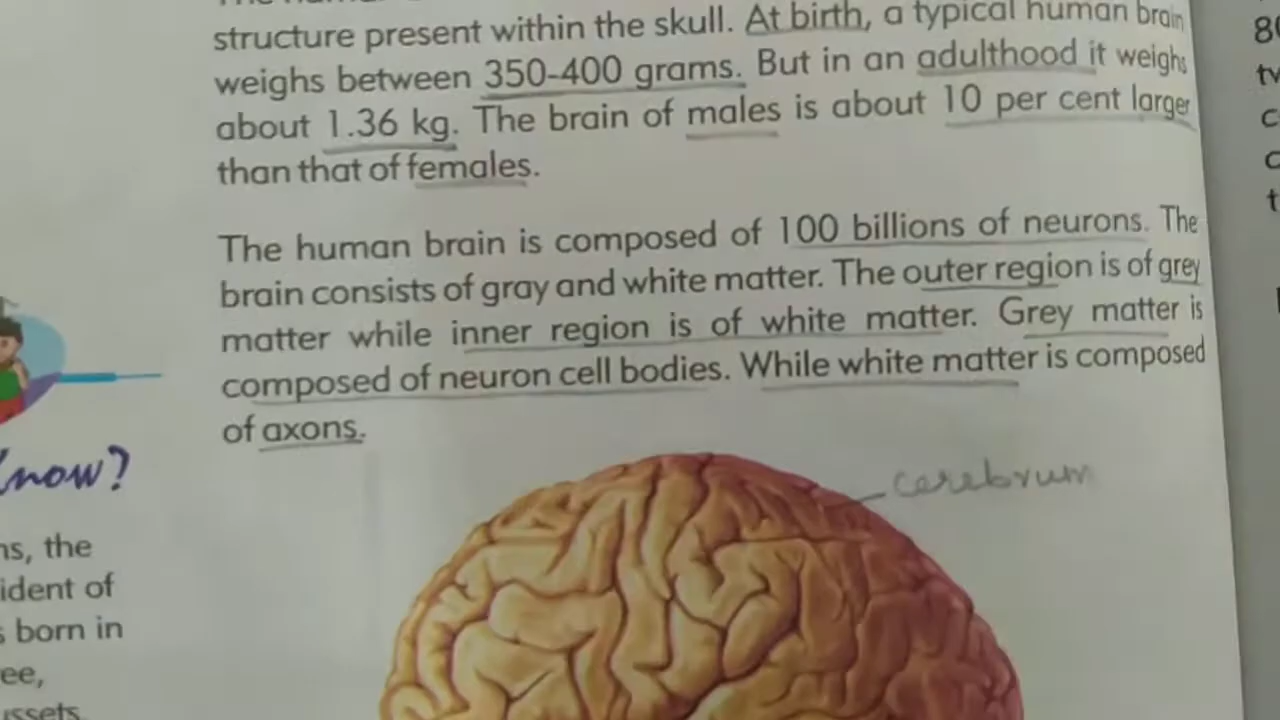 structure present within the skull. At birth, a typical human brain
weighs between 350-400 grams. But in an adulthood it weighs
about 1.36 kg. The brain of males is about 10 per cent larger
than that of females.
The human brain is composed of 100 billions of neurons. The
brain consists of gray and white matter. The outer region is of grey
matter while inner region is of white matter. Grey matter is
composed of neuron cell bodies. While white matter is composed
of axons.
cerebrum
Know?
the
ident of
born in